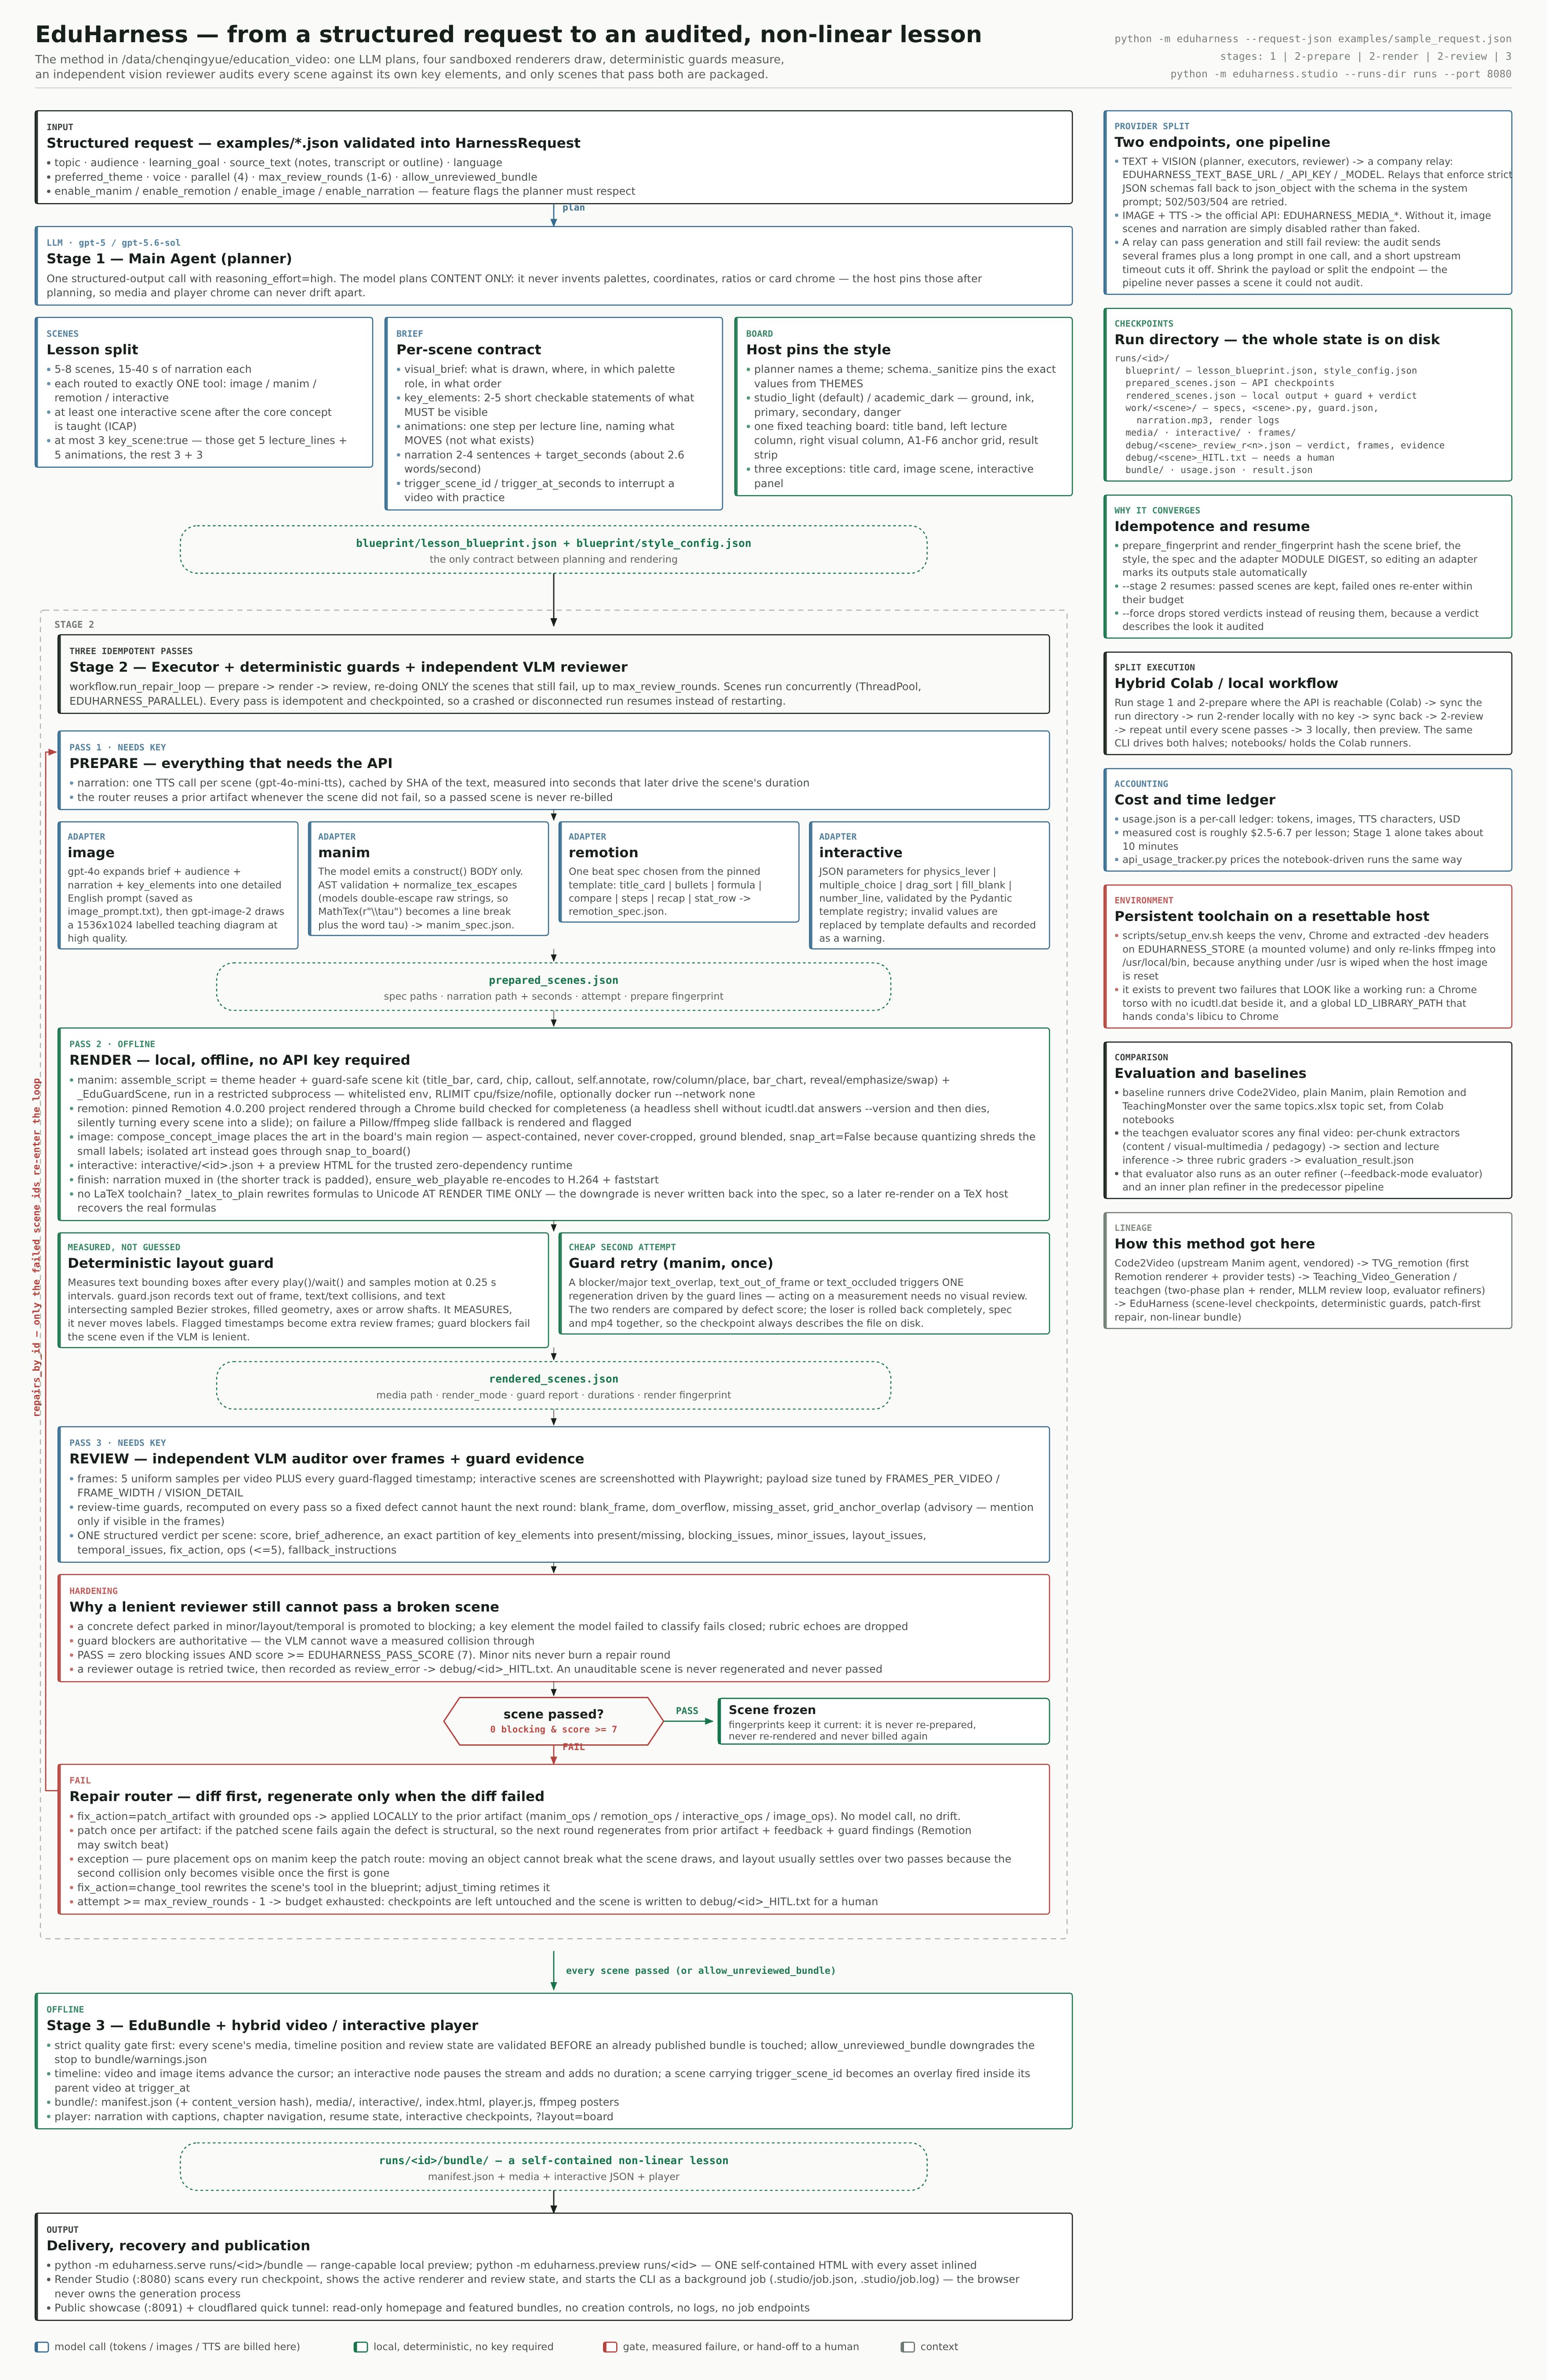 EduHarness — from a structured request to an audited, non-linear lesson
The method in /data/chenqingyue/education_video: one LLM plans, four sandboxed renderers draw, deterministic guards measure,
an independent vision reviewer audits every scene against its own key elements, and only scenes that pass both are packaged.
python -m eduharness --request-json examples/sample_request.json
stages: 1 | 2-prepare | 2-render | 2-review | 3
python -m eduharness.studio --runs-dir runs --port 8080
INPUT
Structured request — examples/*.json validated into HarnessRequest
• topic · audience · learning_goal · source_text (notes, transcript or outline) · language
• preferred_theme · voice · parallel (4) · max_review_rounds (1-6) · allow_unreviewed_bundle
• enable_manim / enable_remotion / enable_image / enable_narration — feature flags the planner must respect
plan
LLM · gpt-5 / gpt-5.6-sol
Stage 1 — Main Agent (planner)
One structured-output call with reasoning_effort=high. The model plans CONTENT ONLY: it never invents palettes, coordinates, ratios or card chrome — the host pins those after
planning, so media and player chrome can never drift apart.
SCENES
Lesson split
• 5-8 scenes, 15-40 s of narration each
• each routed to exactly ONE tool: image / manim /
remotion / interactive
• at least one interactive scene after the core concept
is taught (ICAP)
• at most 3 key_scene:true — those get 5 lecture_lines +
5 animations, the rest 3 + 3
BRIEF
Per-scene contract
• visual_brief: what is drawn, where, in which palette
role, in what order
• key_elements: 2-5 short checkable statements of what
MUST be visible
• animations: one step per lecture line, naming what
MOVES (not what exists)
• narration 2-4 sentences + target_seconds (about 2.6
words/second)
• trigger_scene_id / trigger_at_seconds to interrupt a
video with practice
BOARD
Host pins the style
• planner names a theme; schema._sanitize pins the exact
values from THEMES
• studio_light (default) / academic_dark — ground, ink,
primary, secondary, danger
• one fixed teaching board: title band, left lecture
column, right visual column, A1-F6 anchor grid, result
strip
• three exceptions: title card, image scene, interactive
panel
blueprint/lesson_blueprint.json + blueprint/style_config.json
the only contract between planning and rendering
STAGE 2
THREE IDEMPOTENT PASSES
Stage 2 — Executor + deterministic guards + independent VLM reviewer
workflow.run_repair_loop — prepare -> render -> review, re-doing ONLY the scenes that still fail, up to max_review_rounds. Scenes run concurrently (ThreadPool,
EDUHARNESS_PARALLEL). Every pass is idempotent and checkpointed, so a crashed or disconnected run resumes instead of restarting.
PASS 1 · NEEDS KEY
PREPARE — everything that needs the API
• narration: one TTS call per scene (gpt-4o-mini-tts), cached by SHA of the text, measured into seconds that later drive the scene's duration
• the router reuses a prior artifact whenever the scene did not fail, so a passed scene is never re-billed
ADAPTER
image
gpt-4o expands brief + audience +
narration + key_elements into one detailed
English prompt (saved as
image_prompt.txt), then gpt-image-2 draws
a 1536x1024 labelled teaching diagram at
high quality.
ADAPTER
manim
The model emits a construct() BODY only.
AST validation + normalize_tex_escapes
(models double-escape raw strings, so
MathTex(r"\\tau") becomes a line break
plus the word tau) -> manim_spec.json.
ADAPTER
remotion
One beat spec chosen from the pinned
template: title_card | bullets | formula |
compare | steps | recap | stat_row ->
remotion_spec.json.
ADAPTER
interactive
JSON parameters for physics_lever |
multiple_choice | drag_sort | fill_blank |
number_line, validated by the Pydantic
template registry; invalid values are
replaced by template defaults and recorded
as a warning.
prepared_scenes.json
spec paths · narration path + seconds · attempt · prepare fingerprint
PASS 2 · OFFLINE
RENDER — local, offline, no API key required
• manim: assemble_script = theme header + guard-safe scene kit (title_bar, card, chip, callout, self.annotate, row/column/place, bar_chart, reveal/emphasize/swap) +
_EduGuardScene, run in a restricted subprocess — whitelisted env, RLIMIT cpu/fsize/nofile, optionally docker run --network none
• remotion: pinned Remotion 4.0.200 project rendered through a Chrome build checked for completeness (a headless shell without icudtl.dat answers --version and then dies,
silently turning every scene into a slide); on failure a Pillow/ffmpeg slide fallback is rendered and flagged
• image: compose_concept_image places the art in the board's main region — aspect-contained, never cover-cropped, ground blended, snap_art=False because quantizing shreds the
small labels; isolated art instead goes through snap_to_board()
• interactive: interactive/<id>.json + a preview HTML for the trusted zero-dependency runtime
• finish: narration muxed in (the shorter track is padded), ensure_web_playable re-encodes to H.264 + faststart
• no LaTeX toolchain? _latex_to_plain rewrites formulas to Unicode AT RENDER TIME ONLY — the downgrade is never written back into the spec, so a later re-render on a TeX host
recovers the real formulas
MEASURED, NOT GUESSED
Deterministic layout guard
Measures text bounding boxes after every play()/wait() and samples motion at 0.25 s
intervals. guard.json records text out of frame, text/text collisions, and text
intersecting sampled Bezier strokes, filled geometry, axes or arrow shafts. It MEASURES,
it never moves labels. Flagged timestamps become extra review frames; guard blockers fail
the scene even if the VLM is lenient.
CHEAP SECOND ATTEMPT
Guard retry (manim, once)
A blocker/major text_overlap, text_out_of_frame or text_occluded triggers ONE
regeneration driven by the guard lines — acting on a measurement needs no visual review.
The two renders are compared by defect score; the loser is rolled back completely, spec
and mp4 together, so the checkpoint always describes the file on disk.
rendered_scenes.json
media path · render_mode · guard report · durations · render fingerprint
PASS 3 · NEEDS KEY
REVIEW — independent VLM auditor over frames + guard evidence
• frames: 5 uniform samples per video PLUS every guard-flagged timestamp; interactive scenes are screenshotted with Playwright; payload size tuned by FRAMES_PER_VIDEO /
FRAME_WIDTH / VISION_DETAIL
• review-time guards, recomputed on every pass so a fixed defect cannot haunt the next round: blank_frame, dom_overflow, missing_asset, grid_anchor_overlap (advisory — mention
only if visible in the frames)
• ONE structured verdict per scene: score, brief_adherence, an exact partition of key_elements into present/missing, blocking_issues, minor_issues, layout_issues,
temporal_issues, fix_action, ops (<=5), fallback_instructions
HARDENING
Why a lenient reviewer still cannot pass a broken scene
• a concrete defect parked in minor/layout/temporal is promoted to blocking; a key element the model failed to classify fails closed; rubric echoes are dropped
• guard blockers are authoritative — the VLM cannot wave a measured collision through
• PASS = zero blocking issues AND score >= EDUHARNESS_PASS_SCORE (7). Minor nits never burn a repair round
• a reviewer outage is retried twice, then recorded as review_error -> debug/<id>_HITL.txt. An unauditable scene is never regenerated and never passed
scene passed?
0 blocking & score >= 7
PASS
Scene frozen
fingerprints keep it current: it is never re-prepared,
never re-rendered and never billed again
FAIL
FAIL
Repair router — diff first, regenerate only when the diff failed
• fix_action=patch_artifact with grounded ops -> applied LOCALLY to the prior artifact (manim_ops / remotion_ops / interactive_ops / image_ops). No model call, no drift.
• patch once per artifact: if the patched scene fails again the defect is structural, so the next round regenerates from prior artifact + feedback + guard findings (Remotion
may switch beat)
• exception — pure placement ops on manim keep the patch route: moving an object cannot break what the scene draws, and layout usually settles over two passes because the
second collision only becomes visible once the first is gone
• fix_action=change_tool rewrites the scene's tool in the blueprint; adjust_timing retimes it
• attempt >= max_review_rounds - 1 -> budget exhausted: checkpoints are left untouched and the scene is written to debug/<id>_HITL.txt for a human
repairs_by_id — only the failed scene ids re-enter the loop
every scene passed (or allow_unreviewed_bundle)
OFFLINE
Stage 3 — EduBundle + hybrid video / interactive player
• strict quality gate first: every scene's media, timeline position and review state are validated BEFORE an already published bundle is touched; allow_unreviewed_bundle downgrades the
stop to bundle/warnings.json
• timeline: video and image items advance the cursor; an interactive node pauses the stream and adds no duration; a scene carrying trigger_scene_id becomes an overlay fired inside its
parent video at trigger_at
• bundle/: manifest.json (+ content_version hash), media/, interactive/, index.html, player.js, ffmpeg posters
• player: narration with captions, chapter navigation, resume state, interactive checkpoints, ?layout=board
runs/<id>/bundle/ — a self-contained non-linear lesson
manifest.json + media + interactive JSON + player
OUTPUT
Delivery, recovery and publication
• python -m eduharness.serve runs/<id>/bundle — range-capable local preview; python -m eduharness.preview runs/<id> — ONE self-contained HTML with every asset inlined
• Render Studio (:8080) scans every run checkpoint, shows the active renderer and review state, and starts the CLI as a background job (.studio/job.json, .studio/job.log) — the browser
never owns the generation process
• Public showcase (:8091) + cloudflared quick tunnel: read-only homepage and featured bundles, no creation controls, no logs, no job endpoints
PROVIDER SPLIT
Two endpoints, one pipeline
• TEXT + VISION (planner, executors, reviewer) -> a company relay:
EDUHARNESS_TEXT_BASE_URL / _API_KEY / _MODEL. Relays that enforce strict
JSON schemas fall back to json_object with the schema in the system
prompt; 502/503/504 are retried.
• IMAGE + TTS -> the official API: EDUHARNESS_MEDIA_*. Without it, image
scenes and narration are simply disabled rather than faked.
• A relay can pass generation and still fail review: the audit sends
several frames plus a long prompt in one call, and a short upstream
timeout cuts it off. Shrink the payload or split the endpoint — the
pipeline never passes a scene it could not audit.
CHECKPOINTS
Run directory — the whole state is on disk
runs/<id>/
blueprint/ — lesson_blueprint.json, style_config.json
prepared_scenes.json — API checkpoints
rendered_scenes.json — local output + guard + verdict
work/<scene>/ — specs, <scene>.py, guard.json,
narration.mp3, render logs
media/ · interactive/ · frames/
debug/<scene>_review_r<n>.json — verdict, frames, evidence
debug/<scene>_HITL.txt — needs a human
bundle/ · usage.json · result.json
WHY IT CONVERGES
Idempotence and resume
• prepare_fingerprint and render_fingerprint hash the scene brief, the
style, the spec and the adapter MODULE DIGEST, so editing an adapter
marks its outputs stale automatically
• --stage 2 resumes: passed scenes are kept, failed ones re-enter within
their budget
• --force drops stored verdicts instead of reusing them, because a verdict
describes the look it audited
SPLIT EXECUTION
Hybrid Colab / local workflow
Run stage 1 and 2-prepare where the API is reachable (Colab) -> sync the
run directory -> run 2-render locally with no key -> sync back -> 2-review
-> repeat until every scene passes -> 3 locally, then preview. The same
CLI drives both halves; notebooks/ holds the Colab runners.
ACCOUNTING
Cost and time ledger
• usage.json is a per-call ledger: tokens, images, TTS characters, USD
• measured cost is roughly $2.5-6.7 per lesson; Stage 1 alone takes about
10 minutes
• api_usage_tracker.py prices the notebook-driven runs the same way
ENVIRONMENT
Persistent toolchain on a resettable host
• scripts/setup_env.sh keeps the venv, Chrome and extracted -dev headers
on EDUHARNESS_STORE (a mounted volume) and only re-links ffmpeg into
/usr/local/bin, because anything under /usr is wiped when the host image
is reset
• it exists to prevent two failures that LOOK like a working run: a Chrome
torso with no icudtl.dat beside it, and a global LD_LIBRARY_PATH that
hands conda's libicu to Chrome
COMPARISON
Evaluation and baselines
• baseline runners drive Code2Video, plain Manim, plain Remotion and
TeachingMonster over the same topics.xlsx topic set, from Colab
notebooks
• the teachgen evaluator scores any final video: per-chunk extractors
(content / visual-multimedia / pedagogy) -> section and lecture
inference -> three rubric graders -> evaluation_result.json
• that evaluator also runs as an outer refiner (--feedback-mode evaluator)
and an inner plan refiner in the predecessor pipeline
LINEAGE
How this method got here
Code2Video (upstream Manim agent, vendored) -> TVG_remotion (first
Remotion renderer + provider tests) -> Teaching_Video_Generation /
teachgen (two-phase plan + render, MLLM review loop, evaluator refiners)
-> EduHarness (scene-level checkpoints, deterministic guards, patch-first
repair, non-linear bundle)
model call (tokens / images / TTS are billed here)
local, deterministic, no key required
gate, measured failure, or hand-off to a human
context